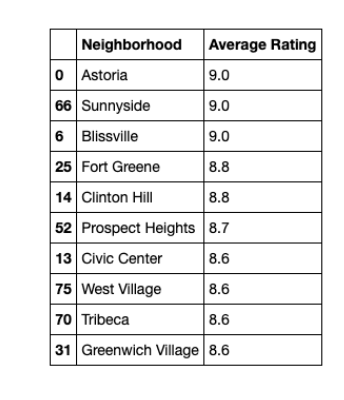 Neighborhood Average Rating
0 Astoria 9.0
66 Sunnyside 9.0
6 Blissville 9.0
25 Fort Greene 8.8
14 Clinton Hill 8.8
52 Prospect Heights 8.7
13 Civic Center 8.6
75 West Village 8.6
70 Tribeca 8.6
31 Greenwich Village 8.6